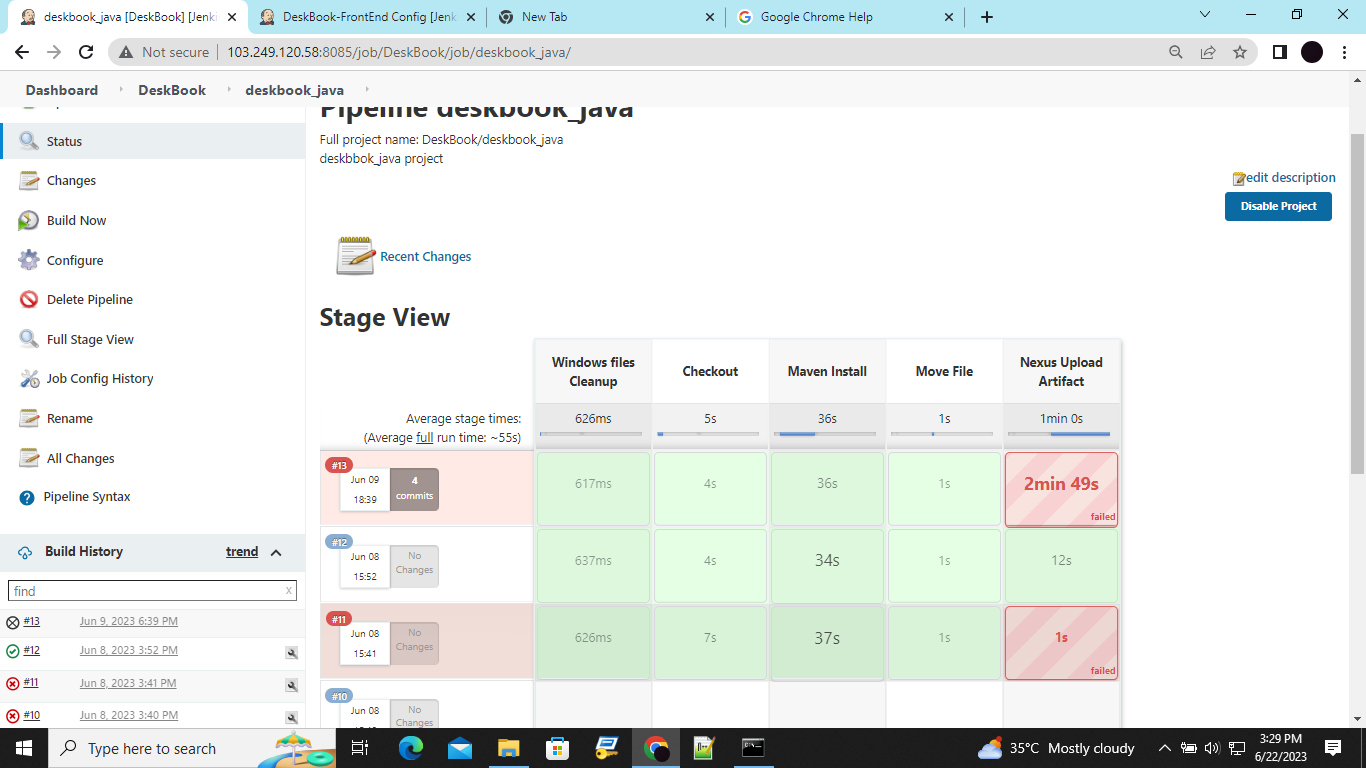 deskbook_java [DeskBook] [Jenki
DeskBook-FrontEnd Config [Jenk
New Tab
Google Chrome Help
Not secure
103.249.120.58:8085/job/DeskBook/job/deskbook_java/
Dashboard
DeskBook
deskbook_java
Pipeline deskbook_java
Full project name: DeskBook/deskbook_java
deskbbok_java project
edit description
Disable Project
Status
Changes
Build Now
Configure
Delete Pipeline
Full Stage View
Job Config History
Rename
All Changes
Pipeline Syntax
Recent Changes
Stage View
Windows files
Cleanup
Checkout
Maven Install
Move File
Nexus Upload
Artifact
Average stage times:
(Average full run time: ~55s)
626ms
5s
36s
1s
1min 0s
#13
Jun 09
18:39
4
commits
617ms
4s
36s
1s
2min 49s
failed
#12
Jun 08
15:52
No
Changes
637ms
4s
34s
1s
12s
#11
Jun 08
15:41
No
Changes
626ms
7s
37s
1s
1s
failed
#10
Jun 08
No
Changes
Build History
trend
find
x
#13
Jun 9, 2023 6:39 PM
#12
Jun 8, 2023 3:52 PM
#11
Jun 8, 2023 3:41 PM
#10
Jun 8, 2023 3:40 PM
Type here to search
35°C Mostly cloudy
3:29 PM
6/22/2023